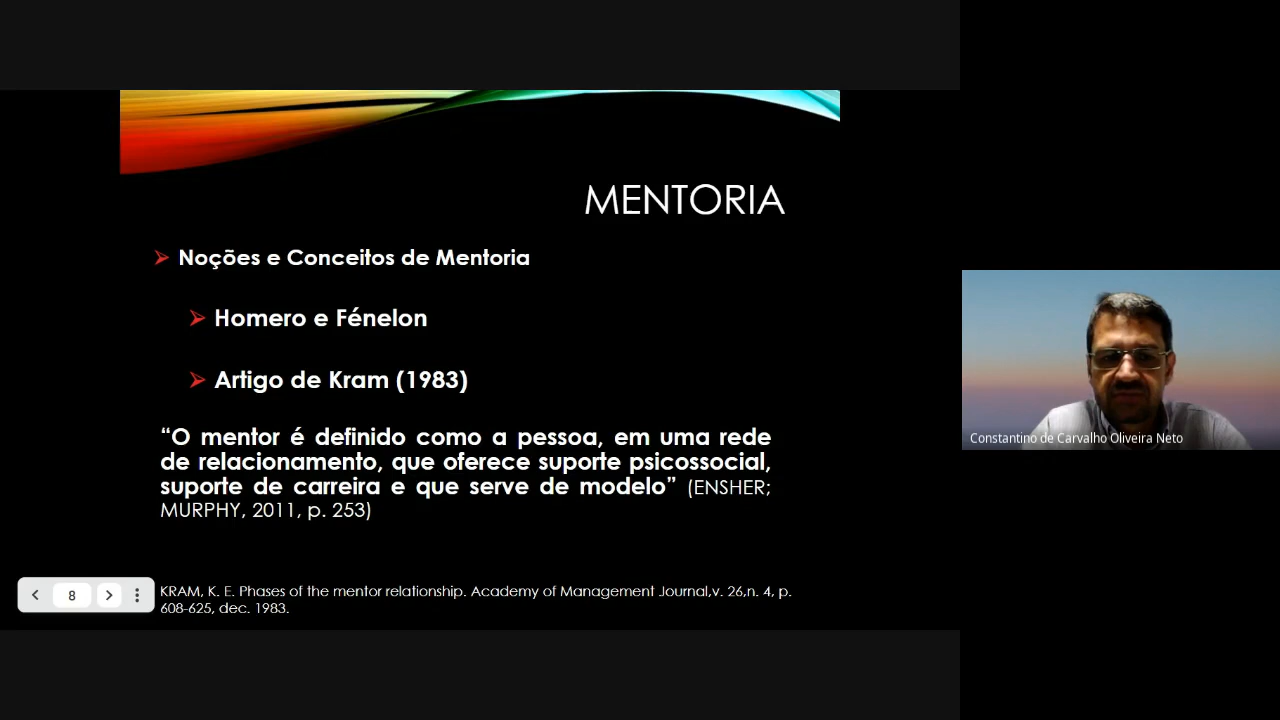 MENTORIA
Noções e Conceitos de Mentoria
Homero e Fénelon
Artigo de Kram (1983)
“O mentor é definido como a pessoa, em uma rede
de relacionamento, que oferece suporte psicossocial,
suporte de carreira e que serve de modelo” (ENSHER;
MURPHY, 2011, p. 253)
8
KRAM, K. E. Phases of the mentor relationship. Academy of Management Journal,v. 26,n. 4, p.
608-625, dec. 1983.
Constantino de Carvalho Oliveira Neto